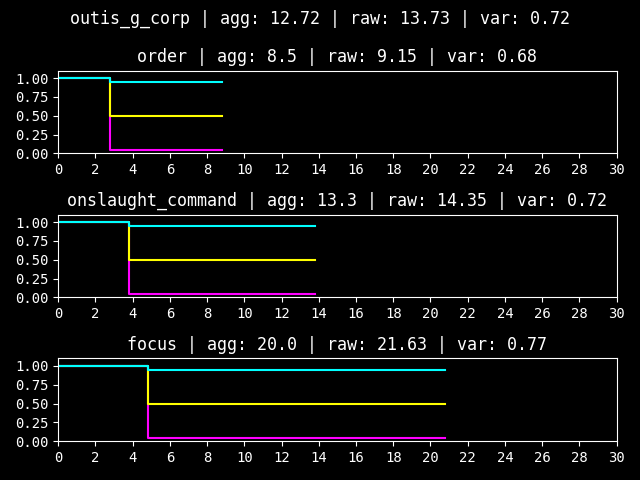 outis_g_corp | agg: 12.72 | raw: 13.73 | var: 0.72
order | agg: 8.5 | raw: 9.15 | var: 0.68
1.00
0.75
0.50
0.25
0.00
0 2 4 6 8 10 12 14 16 18 20 22 24 26 28 30
onslaught_command | agg: 13.3 | raw: 14.35 | var: 0.72
1.00
0.75
0.50
0.25
0.00
0 2 4 6 8 10 12 14 16 18 20 22 24 26 28 30
focus | agg: 20.0 | raw: 21.63 | var: 0.77
1.00
0.75
0.50
0.25
0.00
0 2 4 6 8 10 12 14 16 18 20 22 24 26 28 30